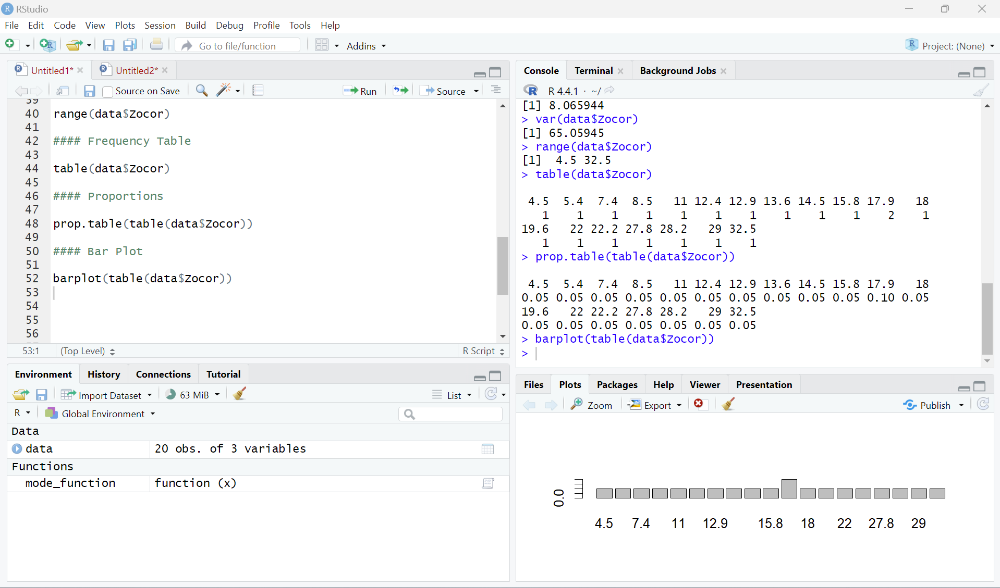 RStudio
File Edit Code View Plots Session Build Debug Profile Tools Help
Go to file/function Addins Project: (None)
Untitled1* Untitled2*
Source on Save Run Source
39
40 range(data$Zocor)
41
42 #### Frequency Table
43
44 table(data$Zocor)
45
46 #### Proportions
47
48 prop.table(table(data$Zocor))
49
50 #### Bar Plot
51
52 barplot(table(data$Zocor))
53
54
55
56
53:1 (Top Level) R Script
Console Terminal Background Jobs
R 4.4.1 · ~/
[1] 8.065944
> var(data$Zocor)
[1] 65.05945
> range(data$Zocor)
[1]  4.5 32.5
> table(data$Zocor)
 4.5  5.4  7.4  8.5   11 12.4 12.9 13.6 14.5 15.8 17.9   18
   1    1    1    1    1    1    1    1    1    1    2    1
19.6   22 22.2 27.8 28.2   29 32.5
   1    1    1    1    1    1    1
> prop.table(table(data$Zocor))
 4.5  5.4  7.4  8.5   11 12.4 12.9 13.6 14.5 15.8 17.9   18
0.05 0.05 0.05 0.05 0.05 0.05 0.05 0.05 0.05 0.05 0.10 0.05
19.6   22 22.2 27.8 28.2   29 32.5
0.05 0.05 0.05 0.05 0.05 0.05 0.05
> barplot(table(data$Zocor))
>
Environment History Connections Tutorial
Import Dataset 63 MiB List
R Global Environment
Data
data 20 obs. of 3 variables
Functions
mode_function function (x)
Files Plots Packages Help Viewer Presentation
Zoom Export Publish
0.0
4.5 7.4 11 12.9 15.8 18 22 27.8 29